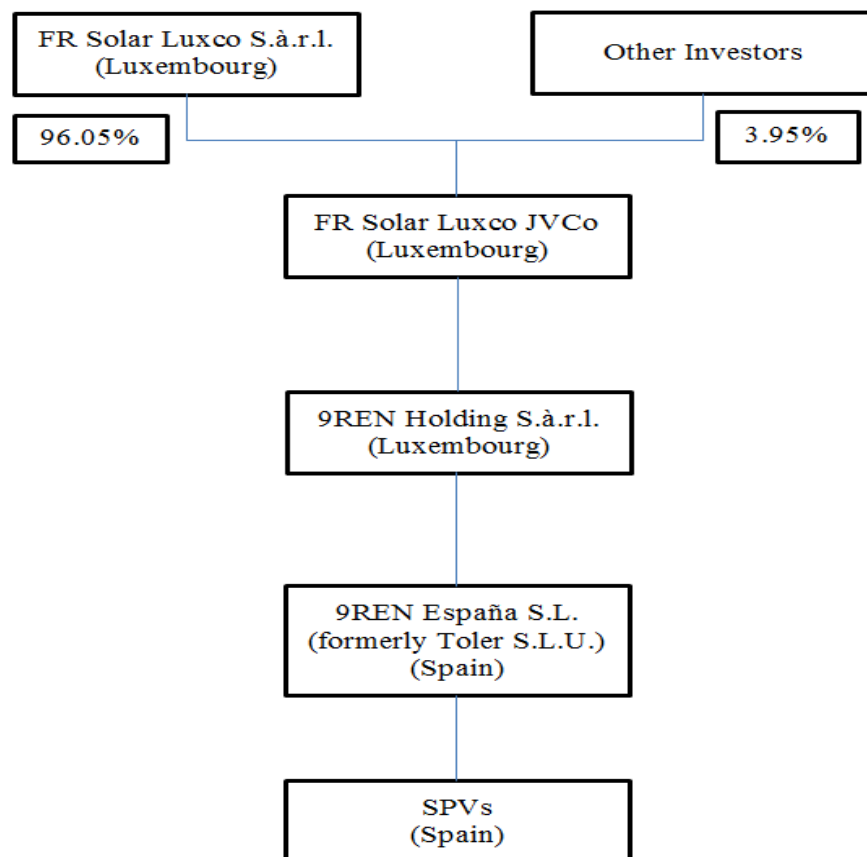 FR Solar Luxco S.à.r.l.
(Luxembourg)
Other Investors
96.05%
3.95%
FR Solar Luxco JVCo
(Luxembourg)
9REN Holding S.à.r.l.
(Luxembourg)
9REN España S.L.
(formerly Toler S.L.U.)
(Spain)
SPVs
(Spain)